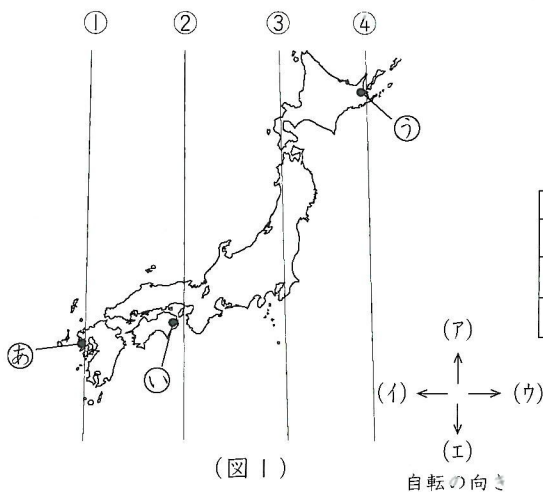 ① ② ③ ④
う
あ
い
(ア)
(イ) (ウ)
(エ)
(図1)
自転の向き